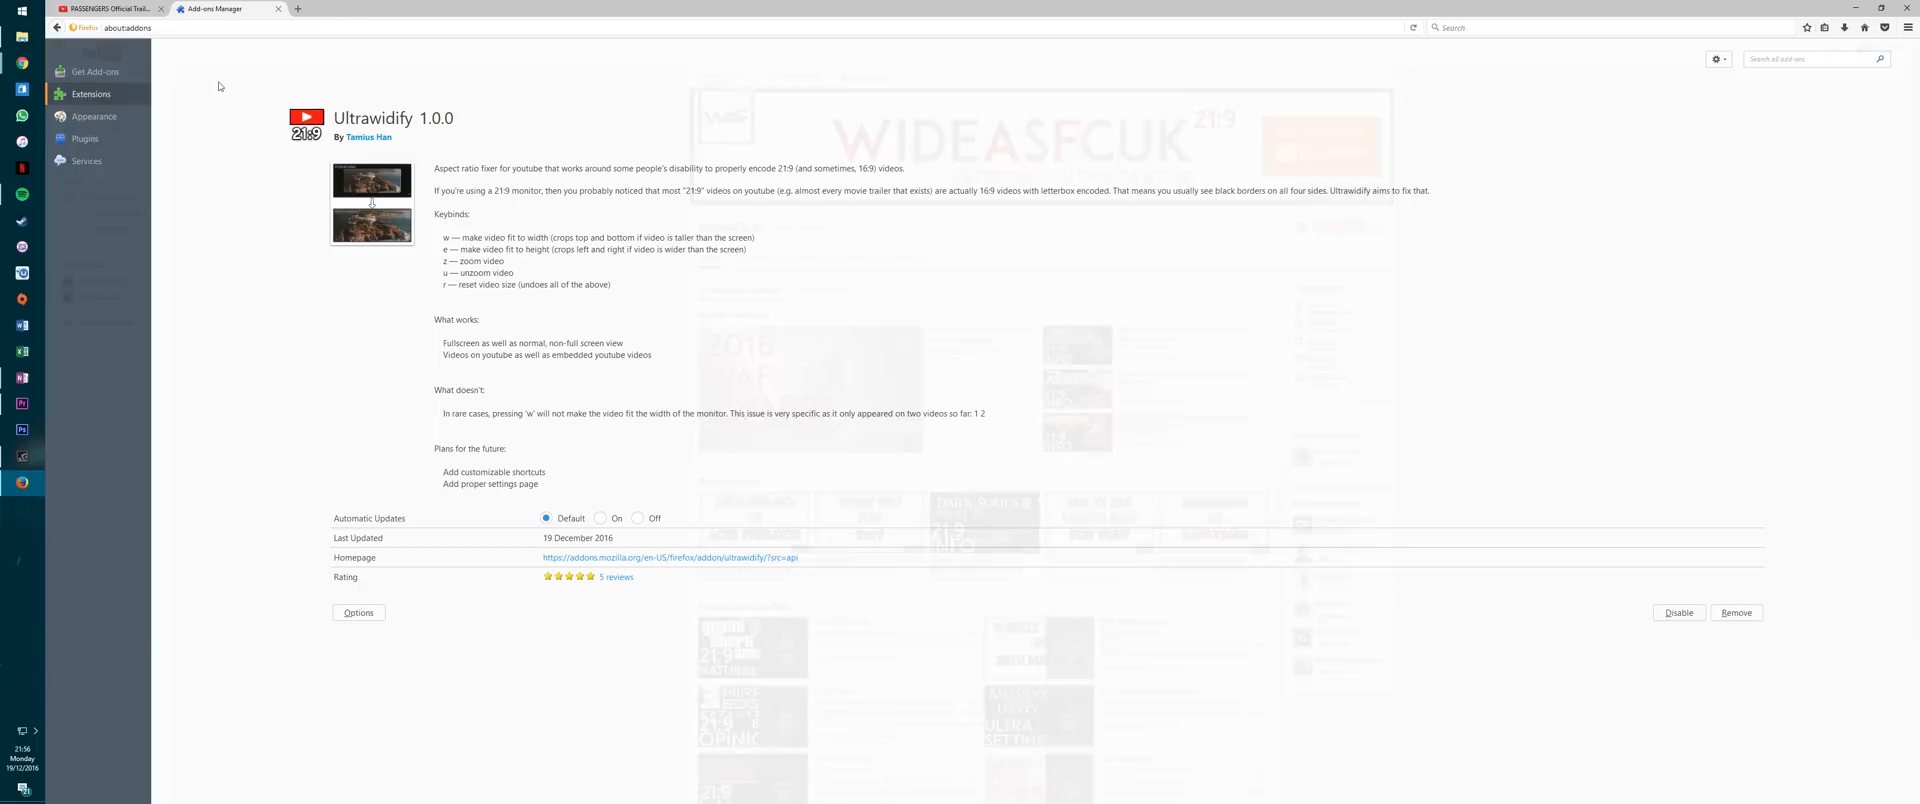 PASSENGERS Official Trail...
Add-ons Manager
Firefox
about:addons
Search
Get Add-ons
Extensions
Appearance
Plugins
Services
Search all add-ons
21:9
Ultrawidify 1.0.0
By Tamius Han
WIDEASFCUK 21:9
Aspect ratio fixer for youtube that works around some people's disability to properly encode 21:9 (and sometimes, 16:9) videos.
If you're using a 21:9 monitor, then you probably noticed that most "21:9" videos on youtube (e.g. almost every movie trailer that exists) are actually 16:9 videos with letterbox encoded. That means you usually see black borders on all four sides. Ultrawidify aims to fix that.
Keybinds:
w — make video fit to width (crops top and bottom if video is taller than the screen)
e — make video fit to height (crops left and right if video is wider than the screen)
z — zoom video
u — unzoom video
r — reset video size (undoes all of the above)
What works:
Fullscreen as well as normal, non-full screen view
Videos on youtube as well as embedded youtube videos
What doesn't:
In rare cases, pressing 'w' will not make the video fit the width of the monitor. This issue is very specific as it only appeared on two videos so far: 1 2
Plans for the future:
Add customizable shortcuts
Add proper settings page
Automatic Updates
Default On Off
Last Updated
19 December 2016
Homepage
https://addons.mozilla.org/en-US/firefox/addon/ultrawidify/?src=api
Rating
5 reviews
Options
Disable
Remove
21:56
Monday
19/12/2016